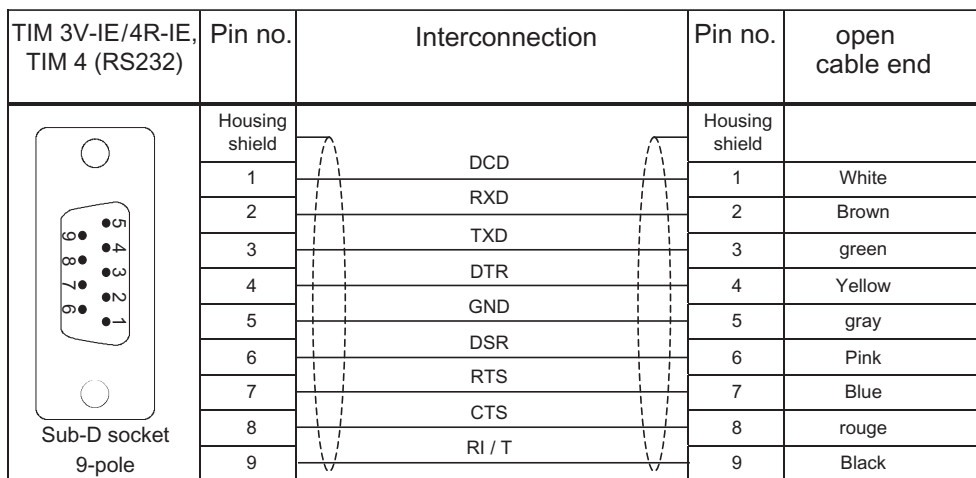 TIM 3V-IE/4R-IE, Pin no. Interconnection Pin no. open
TIM 4 (RS232) cable end
Housing shield Housing shield
DCD
1 1 White
RXD
2 2 Brown
TXD
3 3 green
DTR
4 4 Yellow
GND
5 5 gray
DSR
6 6 Pink
RTS
7 7 Blue
CTS
8 8 rouge
RI / T
9 9 Black
5
9
4
8
3
7
2
6
1
Sub-D socket
9-pole